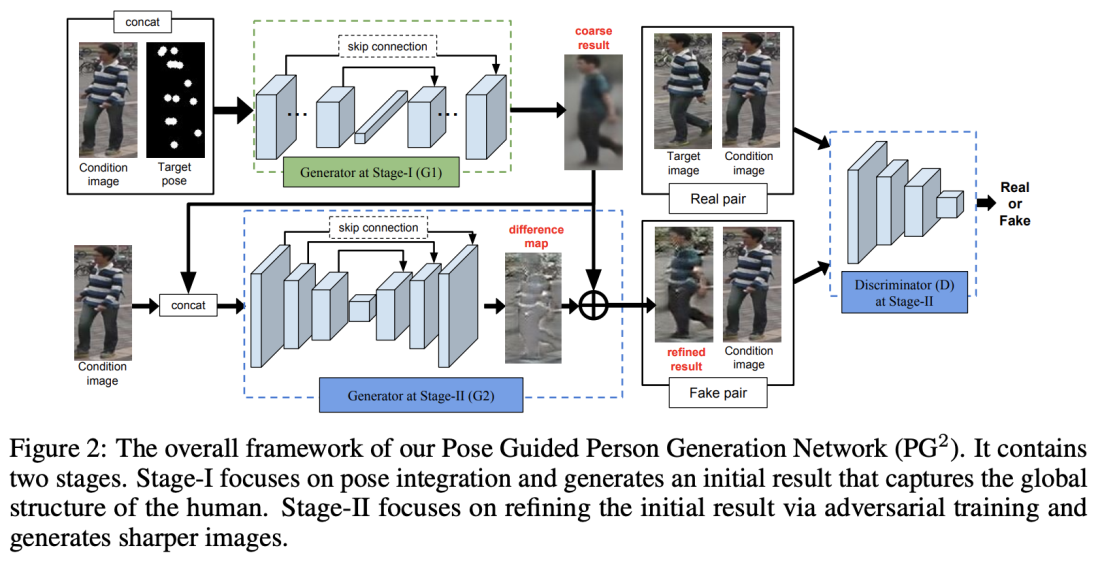 concat
Condition
image
Target
pose
skip connection
Generator at Stage-I (G1)
coarse
result
Target
image
Condition
image
Real pair
Real
or
Fake
Discriminator (D)
at Stage-II
Condition
image
concat
skip connection
difference
map
Generator at Stage-II (G2)
refined
result
Condition
image
Fake pair
Figure 2: The overall framework of our Pose Guided Person Generation Network (PG²). It contains
two stages. Stage-I focuses on pose integration and generates an initial result that captures the global
structure of the human. Stage-II focuses on refining the initial result via adversarial training and
generates sharper images.